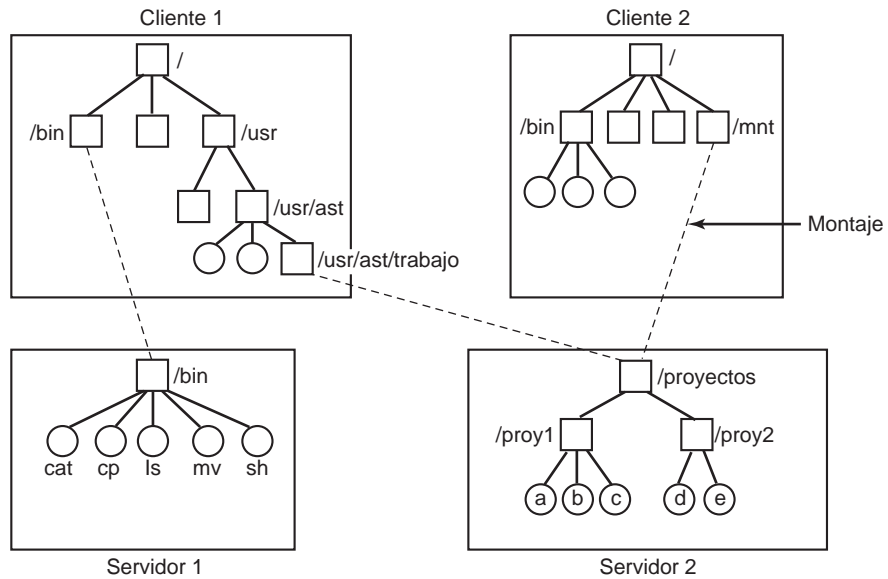 Cliente 1
Cliente 2
/
/
/bin
/usr
/bin
/mnt
/usr/ast
Montaje
/usr/ast/trabajo
/bin
/proyectos
/proy1
/proy2
cat cp ls mv sh
a b c d e
Servidor 1
Servidor 2